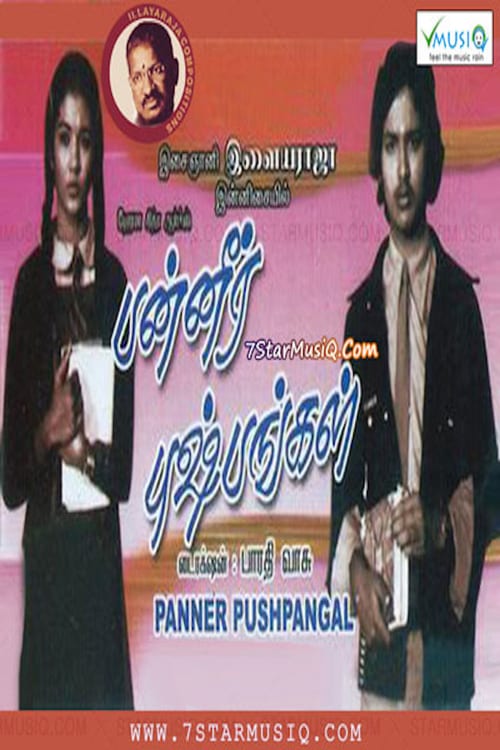 ILLAYARAJA COMPOSITIONS
VMUSIQ
feel the music rain
இசைஞானி இளையராஜா
இன்னிசையில்
பன்னீர்
7StarMusiQ.Com
புஷ்பங்கள்
டைரக்ஷன் : பாரதி வாசு
PANNER PUSHPANGAL
WWW.7STARMUSIQ.COM